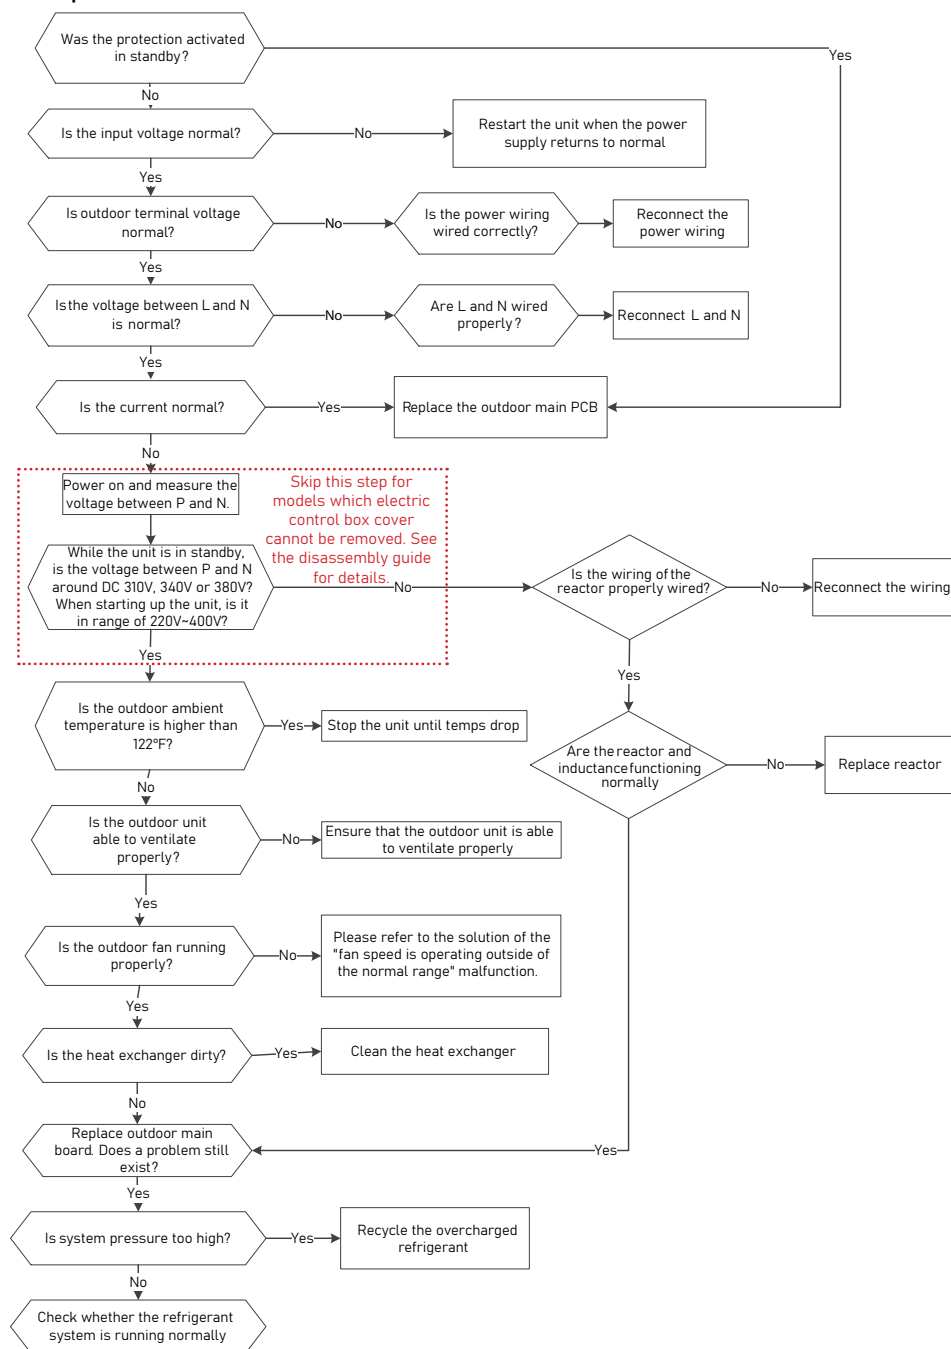 Was the protection activated
in standby?
Yes
No
Is the input voltage normal?
No
Restart the unit when the power
supply returns to normal
Yes
Is outdoor terminal voltage
normal?
No
Is the power wiring
wired correctly?
Reconnect the
power wiring
Yes
Is the voltage between L and N
is normal?
No
Are L and N wired
properly?
Reconnect L and N
Yes
Is the current normal?
Yes
Replace the outdoor main PCB
No
Power on and measure the
voltage between P and N.
Skip this step for
models which electric
control box cover
cannot be removed. See
the disassembly guide
for details.
While the unit is in standby,
is the voltage between P and N
around DC 310V, 340V or 380V?
When starting up the unit, is it
in range of 220V~400V?
No
Is the wiring of the
reactor properly wired?
No
Reconnect the wiring
Yes
Yes
Is the outdoor ambient
temperature is higher than
122°F?
Yes
Stop the unit until temps drop
Are the reactor and
inductance functioning
normally
No
Replace reactor
No
Is the outdoor unit
able to ventilate
properly?
No
Ensure that the outdoor unit is able
to ventilate properly
Yes
Is the outdoor fan running
properly?
No
Please refer to the solution of the
"fan speed is operating outside of
the normal range" malfunction.
Yes
Is the heat exchanger dirty?
Yes
Clean the heat exchanger
No
Replace outdoor main
board. Does a problem still
exist?
Yes
Yes
Is system pressure too high?
Yes
Recycle the overcharged
refrigerant
No
Check whether the refrigerant
system is running normally